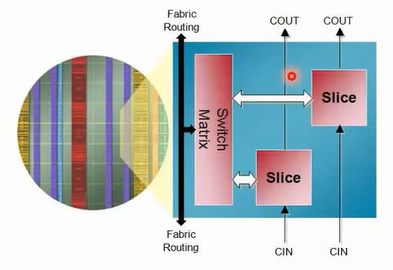 Fabric
Routing
COUT
COUT
Switch
Matrix
Slice
Slice
Fabric
Routing
CIN
CIN